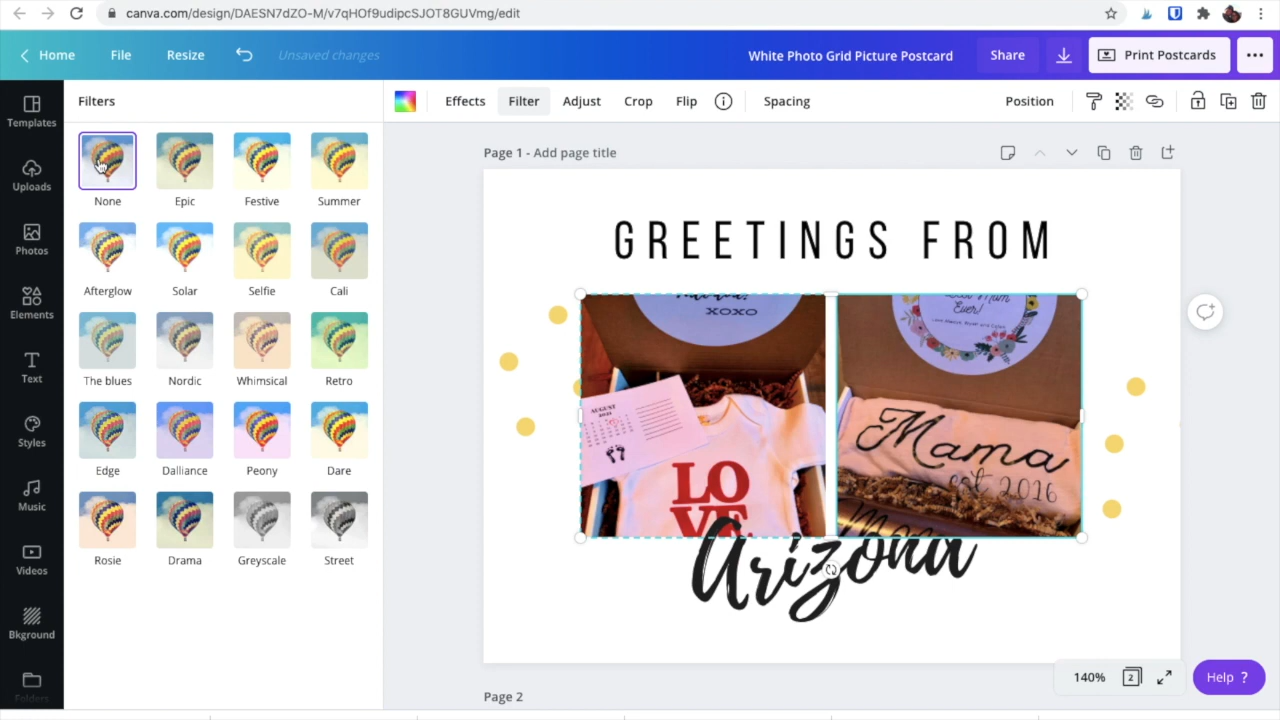 canva.com/design/DAESN7dZO-M/v7qHOf9udipcSJOT8GUVmg/edit
Home File Resize Unsaved changes White Photo Grid Picture Postcard Share Print Postcards
Filters
Effects Filter Adjust Crop Flip Spacing Position
Templates
Uploads
Photos
Elements
Text
Styles
Music
Videos
Bkground
Folders
None Epic Festive Summer
Afterglow Solar Selfie Cali
The blues Nordic Whimsical Retro
Edge Dalliance Peony Dare
Rosie Drama Greyscale Street
Page 1 - Add page title
GREETINGS FROM
XOXO
Mom
Ever!
AUGUST
LO
VE
Mama
est 2016
Arizona
Page 2
140% 2
Help ?